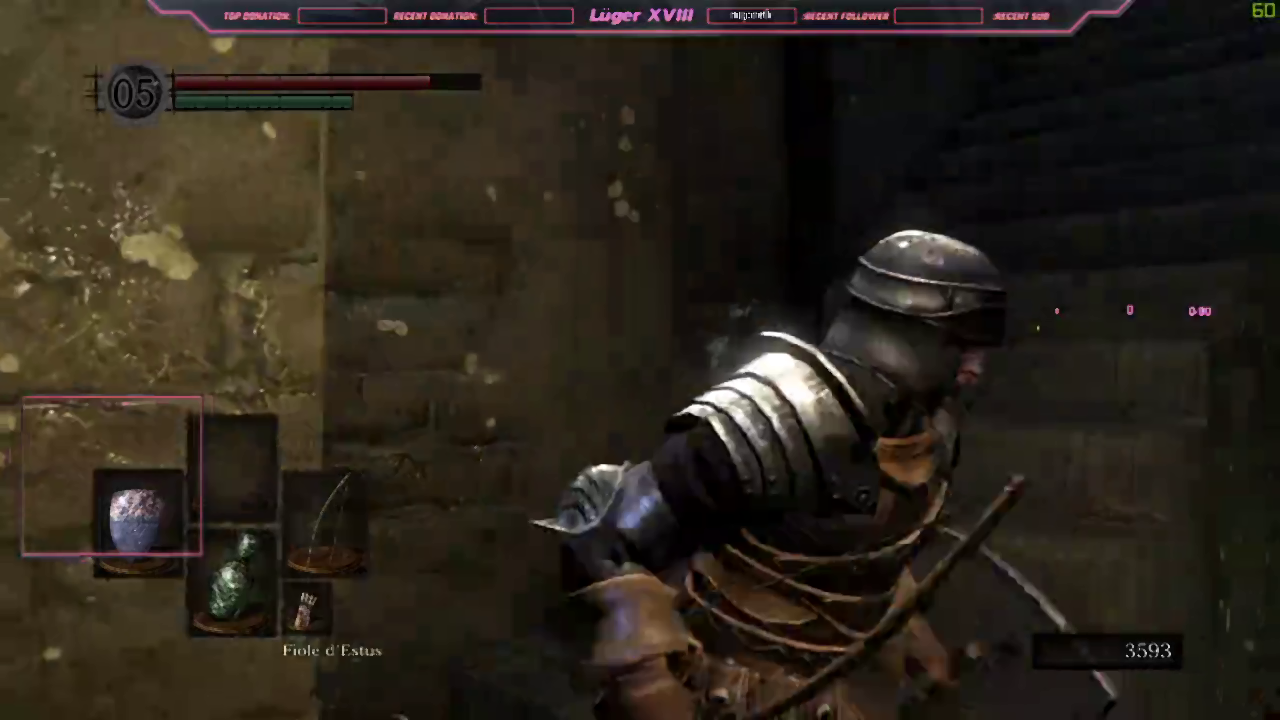 TOP DONATION:
RECENT DONATION:
Lüger XVIII
:RECENT FOLLOWER
:RECENT SUB
60
05
Fiole d'Estus
3593